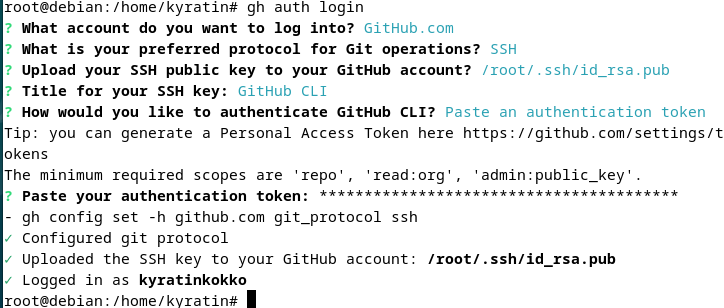 root@debian:/home/kyratin# gh auth login
? What account do you want to log into? GitHub.com
? What is your preferred protocol for Git operations? SSH
? Upload your SSH public key to your GitHub account? /root/.ssh/id_rsa.pub
? Title for your SSH key: GitHub CLI
? How would you like to authenticate GitHub CLI? Paste an authentication token
Tip: you can generate a Personal Access Token here https://github.com/settings/t
okens
The minimum required scopes are 'repo', 'read:org', 'admin:public_key'.
? Paste your authentication token: ****************************************
- gh config set -h github.com git_protocol ssh
✓ Configured git protocol
✓ Uploaded the SSH key to your GitHub account: /root/.ssh/id_rsa.pub
✓ Logged in as kyratinkokko
root@debian:/home/kyratin#